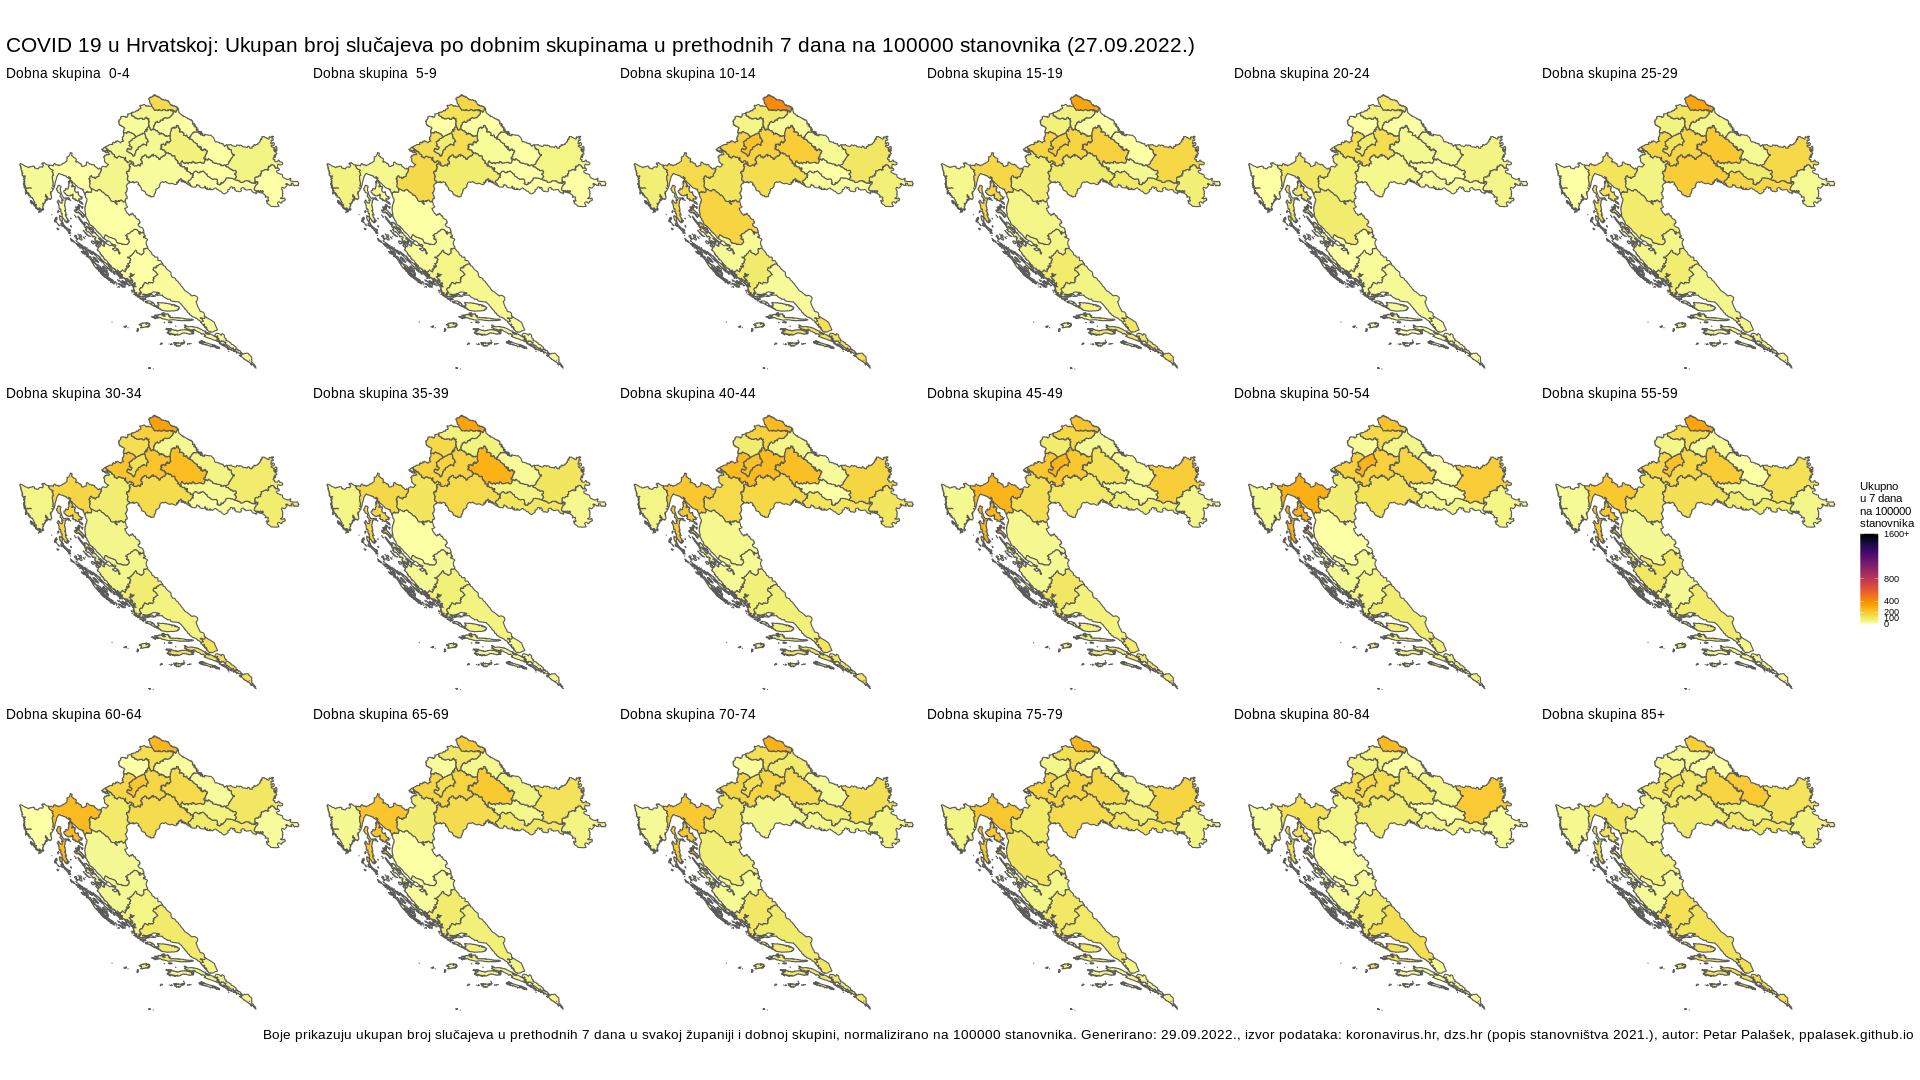 COVID 19 u Hrvatskoj: Ukupan broj slučajeva po dobnim skupinama u prethodnih 7 dana na 100000 stanovnika (27.09.2022.)
Dobna skupina  0-4
Dobna skupina  5-9
Dobna skupina 10-14
Dobna skupina 15-19
Dobna skupina 20-24
Dobna skupina 25-29
Dobna skupina 30-34
Dobna skupina 35-39
Dobna skupina 40-44
Dobna skupina 45-49
Dobna skupina 50-54
Dobna skupina 55-59
Ukupno
u 7 dana
na 100000
stanovnika
1600+
800
400
200
100
0
Dobna skupina 60-64
Dobna skupina 65-69
Dobna skupina 70-74
Dobna skupina 75-79
Dobna skupina 80-84
Dobna skupina 85+
Boje prikazuju ukupan broj slučajeva u prethodnih 7 dana u svakoj županiji i dobnoj skupini, normalizirano na 100000 stanovnika. Generirano: 29.09.2022., izvor podataka: koronavirus.hr, dzs.hr (popis stanovništva 2021.), autor: Petar Palašek, ppalasek.github.io